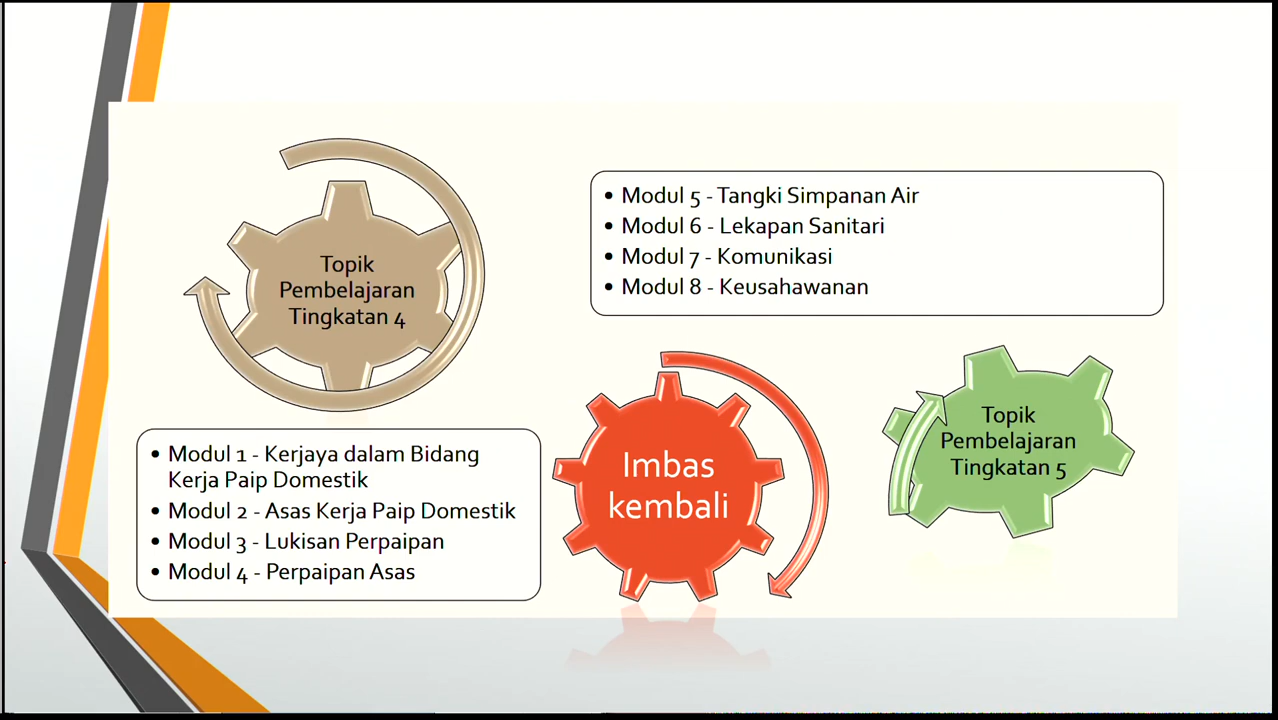 Topik
Pembelajaran
Tingkatan 4
• Modul 1 - Kerjaya dalam Bidang
Kerja Paip Domestik
• Modul 2 - Asas Kerja Paip Domestik
• Modul 3 - Lukisan Perpaipan
• Modul 4 - Perpaipan Asas
Imbas
kembali
• Modul 5 - Tangki Simpanan Air
• Modul 6 - Lekapan Sanitari
• Modul 7 - Komunikasi
• Modul 8 - Keusahawanan
Topik
Pembelajaran
Tingkatan 5